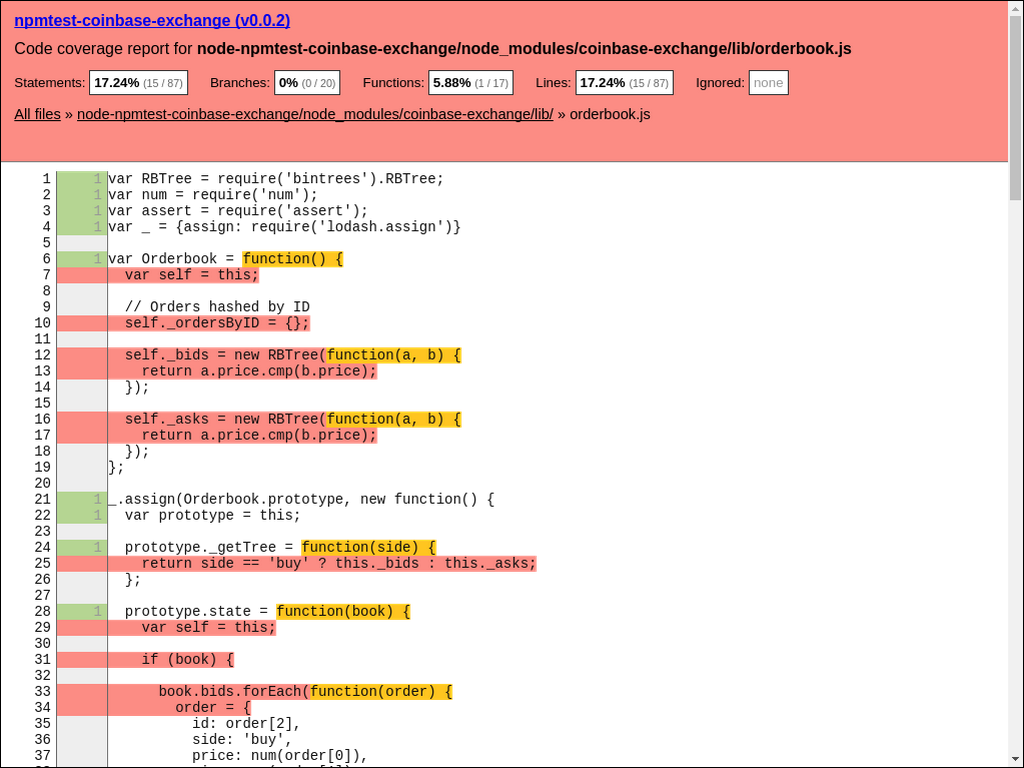 npmtest-coinbase-exchange (v0.0.2)
Code coverage report for node-npmtest-coinbase-exchange/node_modules/coinbase-exchange/lib/orderbook.js
Statements: 17.24% (15 / 87) Branches: 0% (0 / 20) Functions: 5.88% (1 / 17) Lines: 17.24% (15 / 87) Ignored: none
All files » node-npmtest-coinbase-exchange/node_modules/coinbase-exchange/lib/ » orderbook.js
1 1 var RBTree = require('bintrees').RBTree;
2 1 var num = require('num');
3 1 var assert = require('assert');
4 1 var _ = {assign: require('lodash.assign')}
5
6 1 var Orderbook = function() {
7 var self = this;
8
9 // Orders hashed by ID
10 self._ordersByID = {};
11
12 self._bids = new RBTree(function(a, b) {
13 return a.price.cmp(b.price);
14 });
15
16 self._asks = new RBTree(function(a, b) {
17 return a.price.cmp(b.price);
18 });
19 };
20
21 1 _.assign(Orderbook.prototype, new function() {
22 1 var prototype = this;
23
24 1 prototype._getTree = function(side) {
25 return side == 'buy' ? this._bids : this._asks;
26 };
27
28 1 prototype.state = function(book) {
29 var self = this;
30
31 if (book) {
32
33 book.bids.forEach(function(order) {
34 order = {
35 id: order[2],
36 side: 'buy',
37 price: num(order[0]),